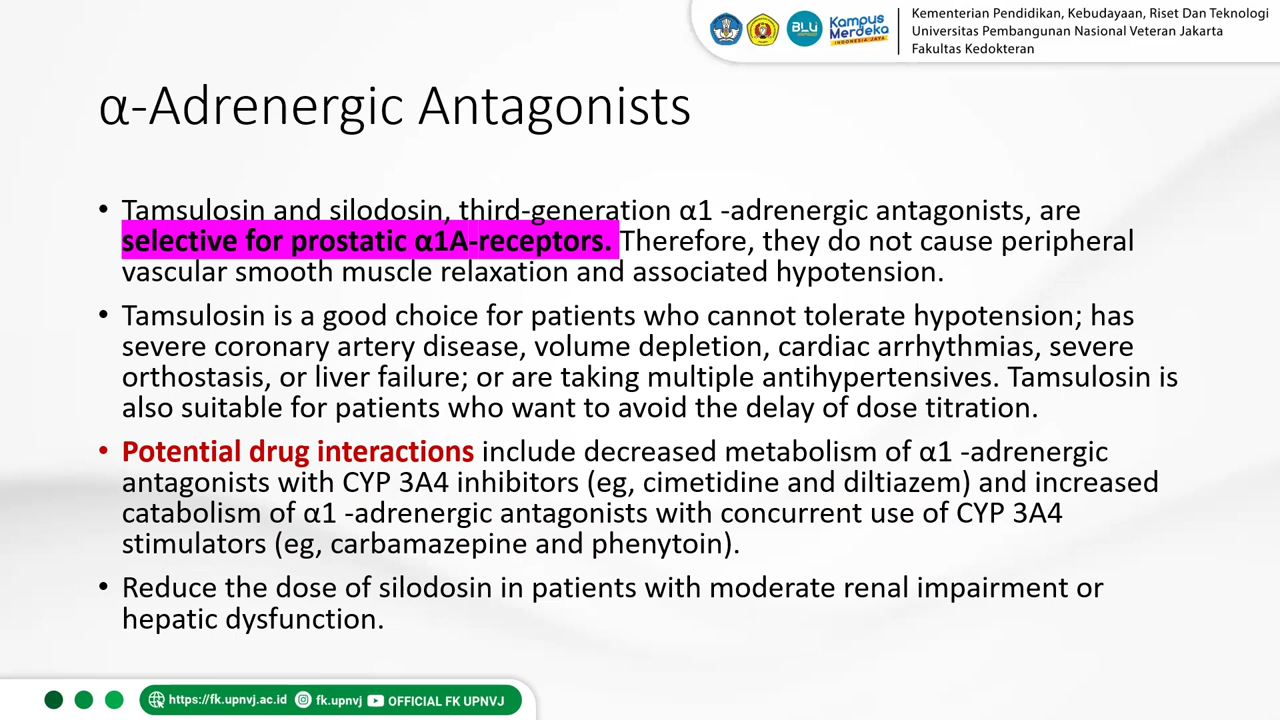 Kampus
Merdeka
INDONESIA JAYA
BLU
Kementerian Pendidikan, Kebudayaan, Riset Dan Teknologi
Universitas Pembangunan Nasional Veteran Jakarta
Fakultas Kedokteran
α-Adrenergic Antagonists
• Tamsulosin and silodosin, third-generation α1 -adrenergic antagonists, are
selective for prostatic α1A-receptors. Therefore, they do not cause peripheral
vascular smooth muscle relaxation and associated hypotension.
• Tamsulosin is a good choice for patients who cannot tolerate hypotension; has
severe coronary artery disease, volume depletion, cardiac arrhythmias, severe
orthostasis, or liver failure; or are taking multiple antihypertensives. Tamsulosin is
also suitable for patients who want to avoid the delay of dose titration.
• Potential drug interactions include decreased metabolism of α1 -adrenergic
antagonists with CYP 3A4 inhibitors (eg, cimetidine and diltiazem) and increased
catabolism of α1 -adrenergic antagonists with concurrent use of CYP 3A4
stimulators (eg, carbamazepine and phenytoin).
• Reduce the dose of silodosin in patients with moderate renal impairment or
hepatic dysfunction.
https://fk.upnvj.ac.id fk.upnvj OFFICIAL FK UPNVJ